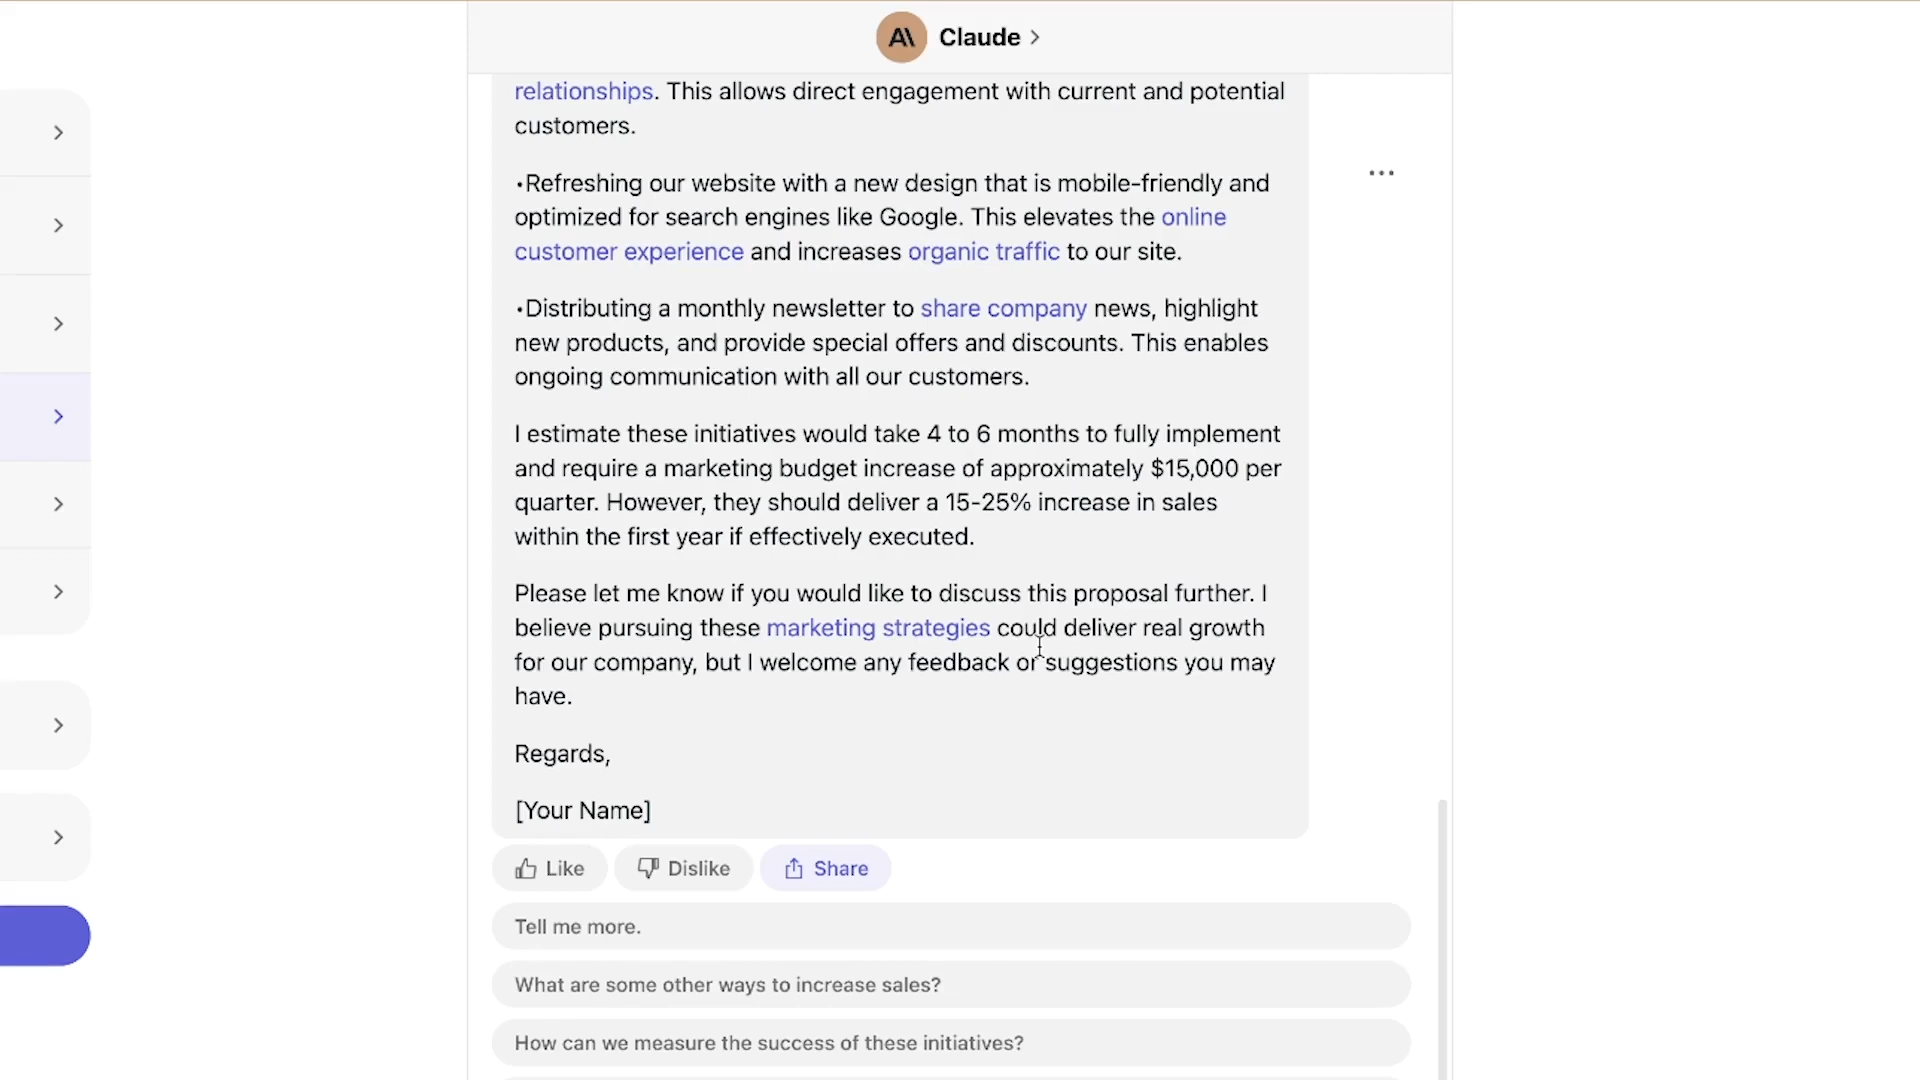 Claude
relationships. This allows direct engagement with current and potential
customers.
•Refreshing our website with a new design that is mobile-friendly and
optimized for search engines like Google. This elevates the online
customer experience and increases organic traffic to our site.
•Distributing a monthly newsletter to share company news, highlight
new products, and provide special offers and discounts. This enables
ongoing communication with all our customers.
I estimate these initiatives would take 4 to 6 months to fully implement
and require a marketing budget increase of approximately $15,000 per
quarter. However, they should deliver a 15-25% increase in sales
within the first year if effectively executed.
Please let me know if you would like to discuss this proposal further. I
believe pursuing these marketing strategies could deliver real growth
for our company, but I welcome any feedback or suggestions you may
have.
Regards,
[Your Name]
Like Dislike Share
Tell me more.
What are some other ways to increase sales?
How can we measure the success of these initiatives?